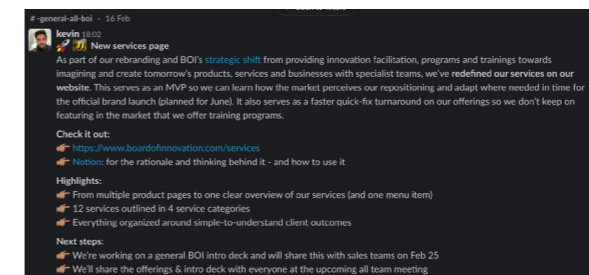 #-general-all-boi - 16 Feb
kevin 18:02
🚀 New services page
As part of our rebranding and BOI's strategic shift from providing innovation facilitation, programs and trainings towards
imagining and create tomorrow's products, services and businesses with specialist teams, we've redefined our services on our
website. This serves as an MVP so we can learn how the market perceives our repositioning and adapt where needed in time for
the official brand launch (planned for June). It also serves as a faster quick-fix turnaround on our offerings so we don't keep on
featuring in the market that we offer training programs.
Check it out:
https://www.boardofinnovation.com/services
Notion: for the rationale and thinking behind it - and how to use it
Highlights:
From multiple product pages to one clear overview of our services (and one menu item)
12 services outlined in 4 service categories
Everything organized around simple-to-understand client outcomes
Next steps:
We're working on a general BOI intro deck and will share this with sales teams on Feb 25
We'll share the offerings & intro deck with everyone at the upcoming all team meeting